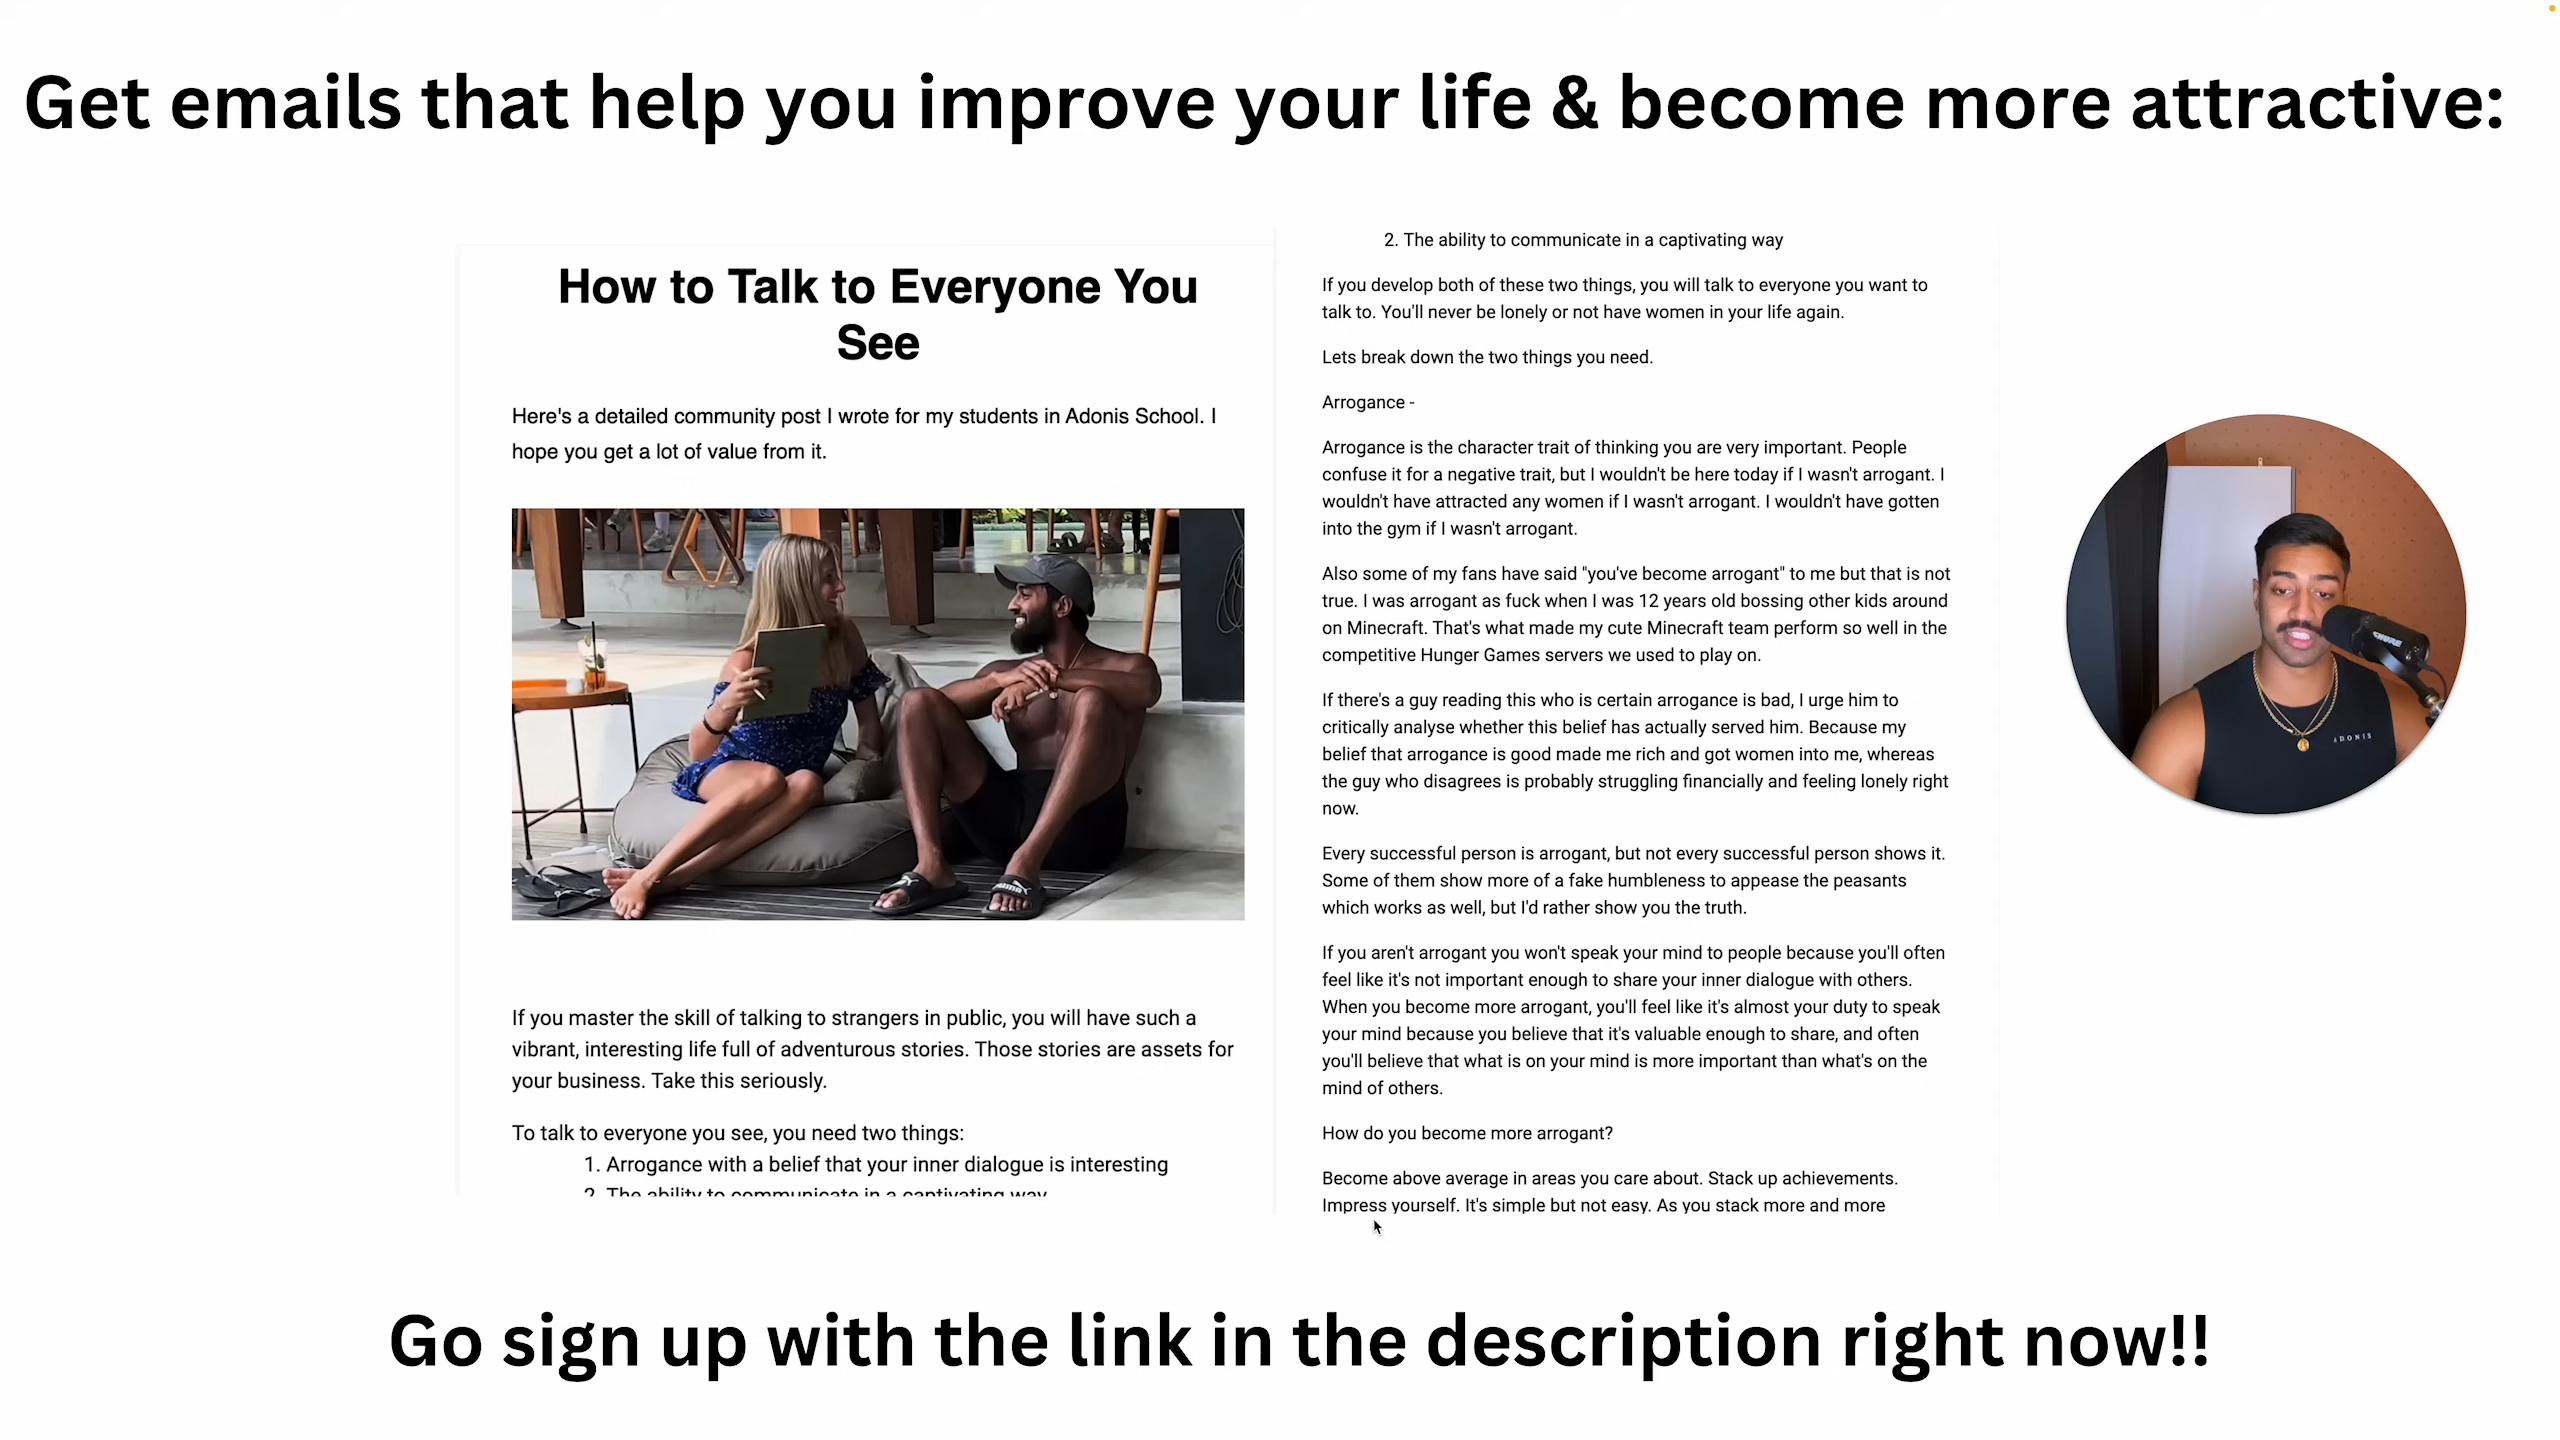 Get emails that help you improve your life & become more attractive:
How to Talk to Everyone You
See
Here's a detailed community post I wrote for my students in Adonis School. I
hope you get a lot of value from it.
PUMA
If you master the skill of talking to strangers in public, you will have such a
vibrant, interesting life full of adventurous stories. Those stories are assets for
your business. Take this seriously.
To talk to everyone you see, you need two things:
1. Arrogance with a belief that your inner dialogue is interesting
2. The ability to communicate in a captivating way
2. The ability to communicate in a captivating way
If you develop both of these two things, you will talk to everyone you want to
talk to. You'll never be lonely or not have women in your life again.
Lets break down the two things you need.
Arrogance -
Arrogance is the character trait of thinking you are very important. People
confuse it for a negative trait, but I wouldn't be here today if I wasn't arrogant. I
wouldn't have attracted any women if I wasn't arrogant. I wouldn't have gotten
into the gym if I wasn't arrogant.
Also some of my fans have said "you've become arrogant" to me but that is not
true. I was arrogant as fuck when I was 12 years old bossing other kids around
on Minecraft. That's what made my cute Minecraft team perform so well in the
competitive Hunger Games servers we used to play on.
If there's a guy reading this who is certain arrogance is bad, I urge him to
critically analyse whether this belief has actually served him. Because my
belief that arrogance is good made me rich and got women into me, whereas
the guy who disagrees is probably struggling financially and feeling lonely right
now.
Every successful person is arrogant, but not every successful person shows it.
Some of them show more of a fake humbleness to appease the peasants
which works as well, but I'd rather show you the truth.
If you aren't arrogant you won't speak your mind to people because you'll often
feel like it's not important enough to share your inner dialogue with others.
When you become more arrogant, you'll feel like it's almost your duty to speak
your mind because you believe that it's valuable enough to share, and often
you'll believe that what is on your mind is more important than what's on the
mind of others.
How do you become more arrogant?
Become above average in areas you care about. Stack up achievements.
Impress yourself. It's simple but not easy. As you stack more and more
SHURE
ADONIS
Go sign up with the link in the description right now!!